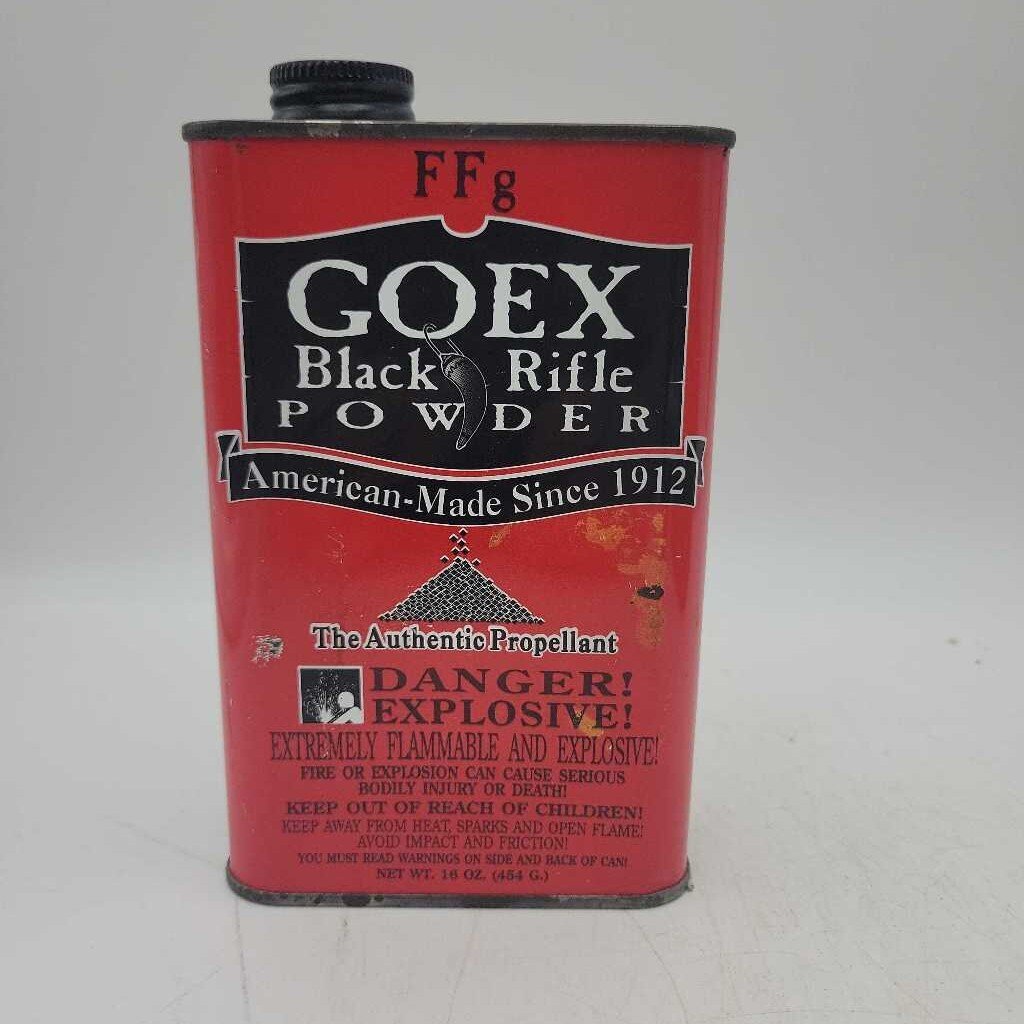 FFg
GOEX
Black Rifle
POWDER
American-Made Since 1912
The Authentic Propellant
DANGER!
EXPLOSIVE!
EXTREMELY FLAMMABLE AND EXPLOSIVE!
FIRE OR EXPLOSION CAN CAUSE SERIOUS
BODILY INJURY OR DEATH!
KEEP OUT OF REACH OF CHILDREN!
KEEP AWAY FROM HEAT, SPARKS AND OPEN FLAME!
AVOID IMPACT AND FRICTION!
YOU MUST READ WARNINGS ON SIDE AND BACK OF CAN!
NET WT. 16 OZ. (454 G.)